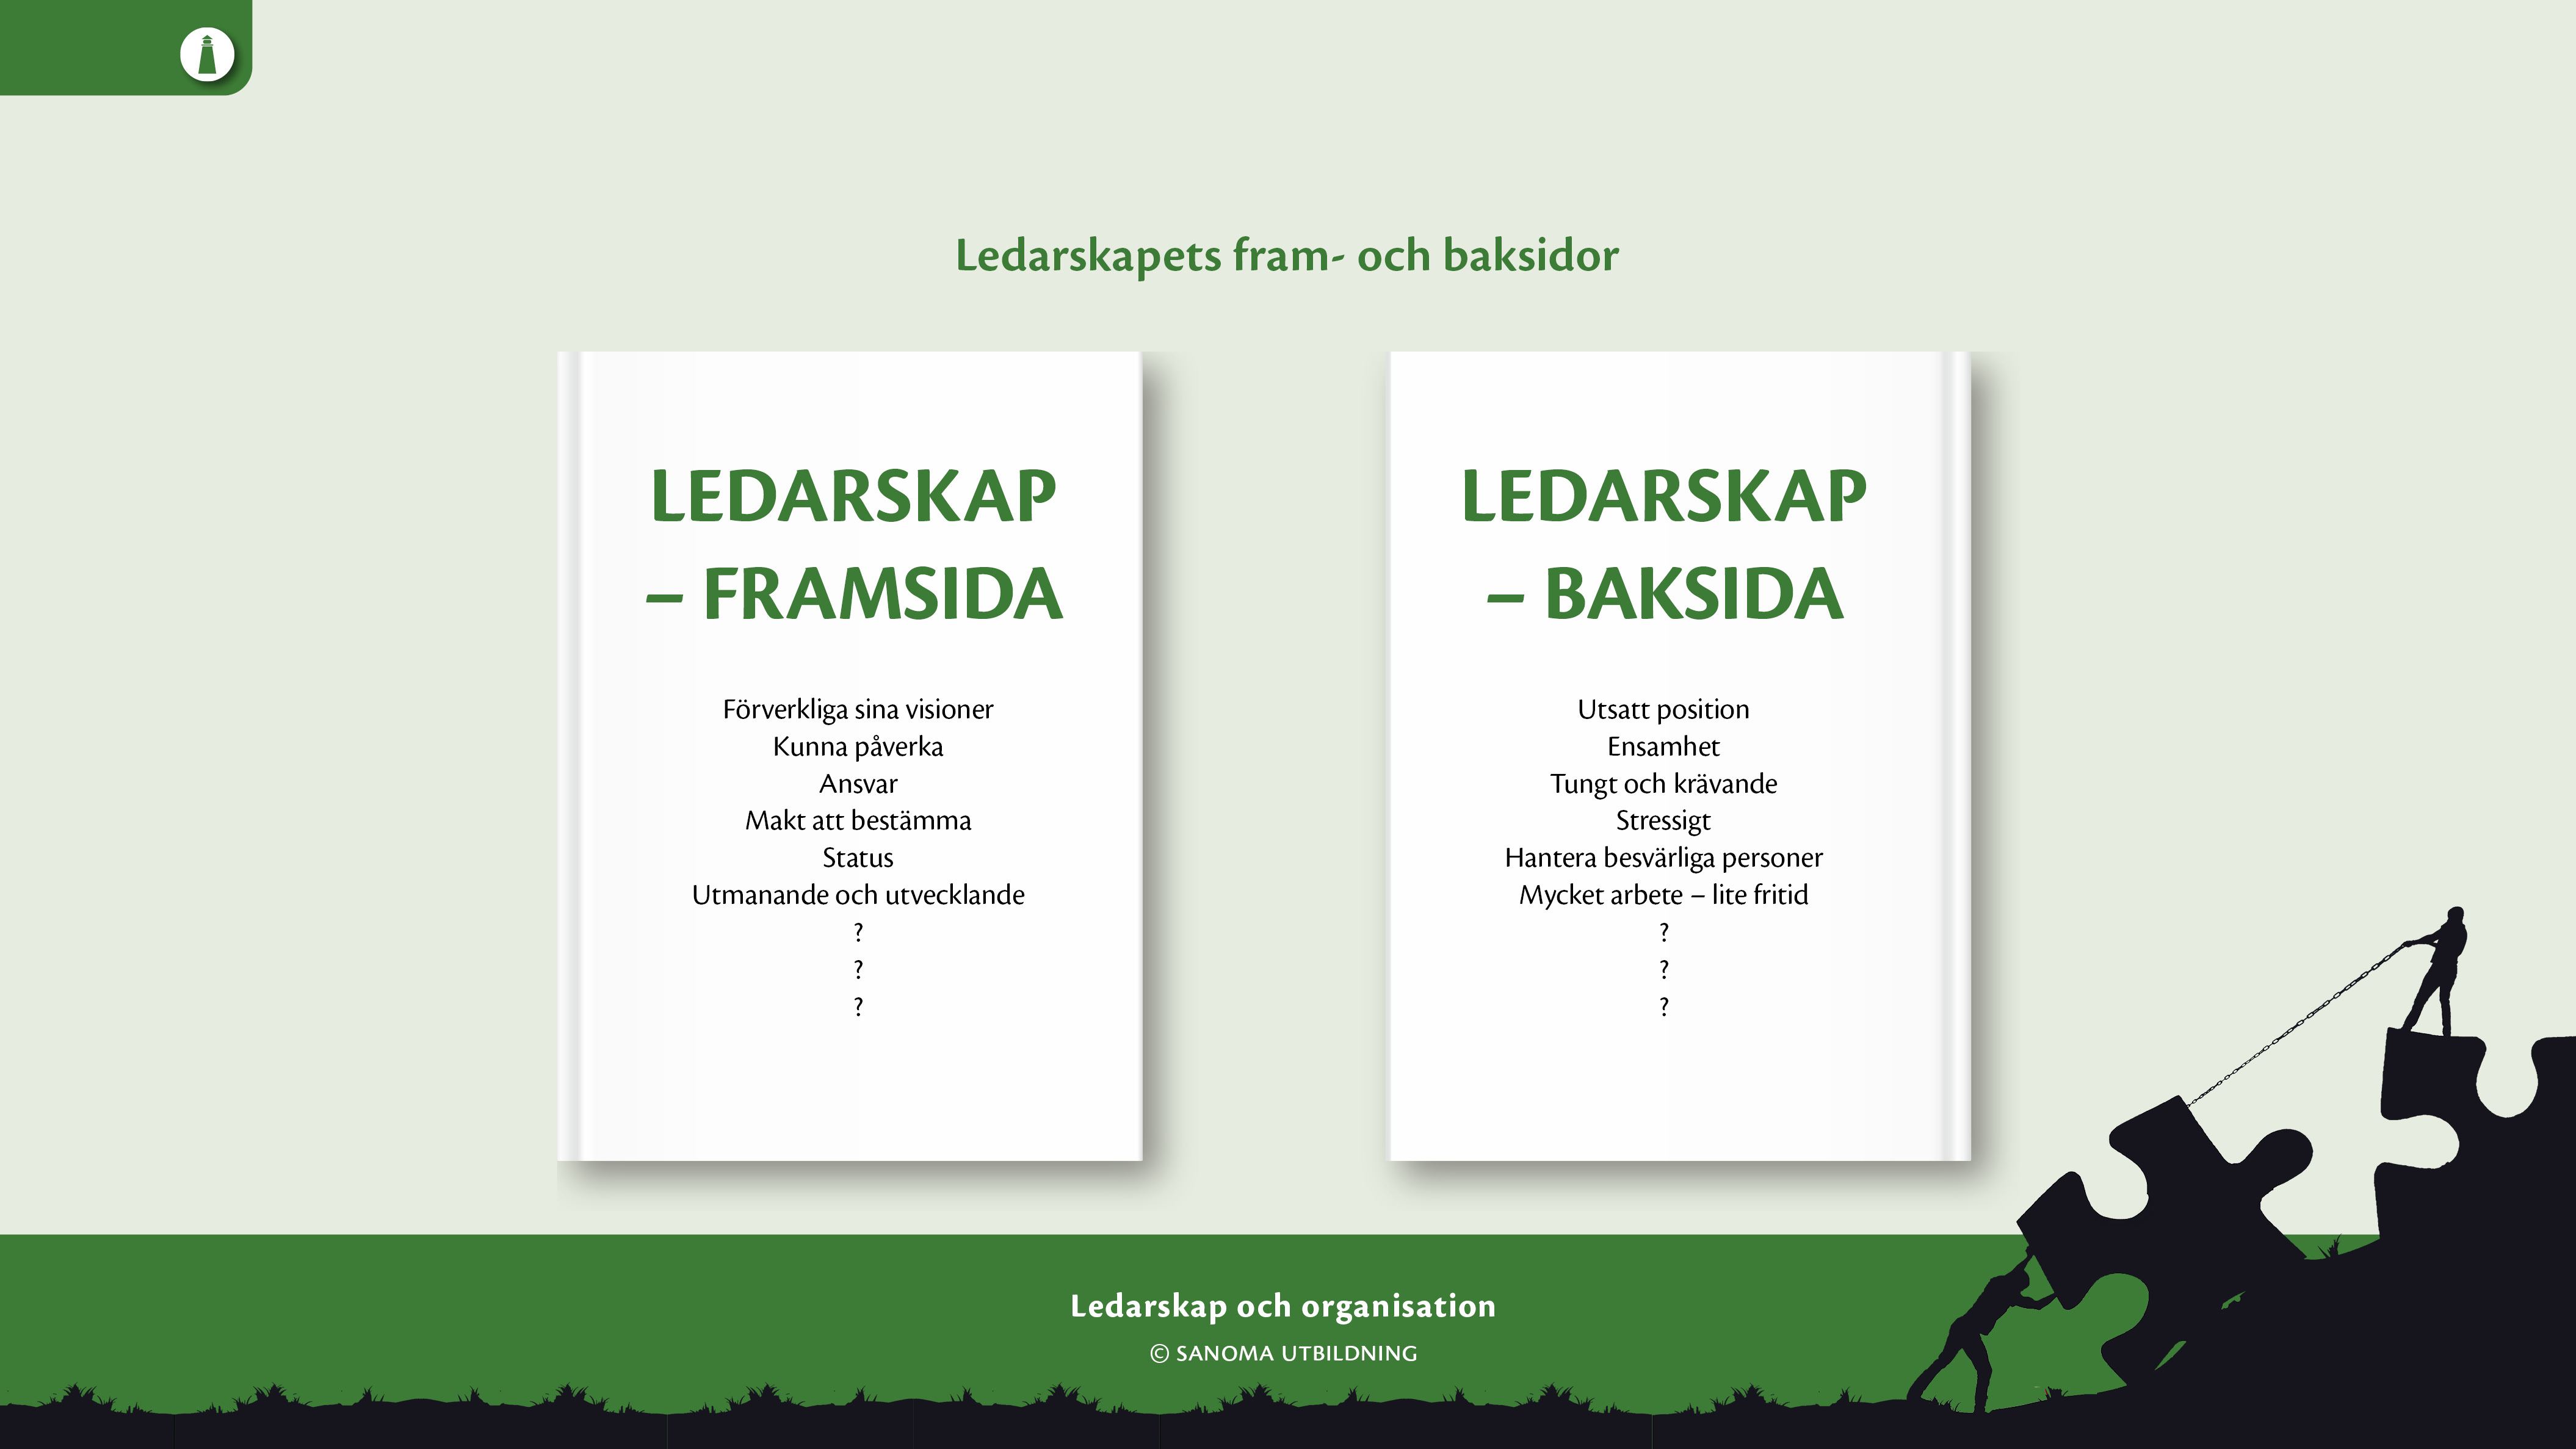 Ledarskapets fram- och baksidor
LEDARSKAP
– FRAMSIDA
Förverkliga sina visioner
Kunna påverka
Ansvar
Makt att bestämma
Status
Utmanande och utvecklande
?
?
?
LEDARSKAP
– BAKSIDA
Utsatt position
Ensamhet
Tungt och krävande
Stressigt
Hantera besvärliga personer
Mycket arbete – lite fritid
?
?
?
Ledarskap och organisation
© SANOMA UTBILDNING